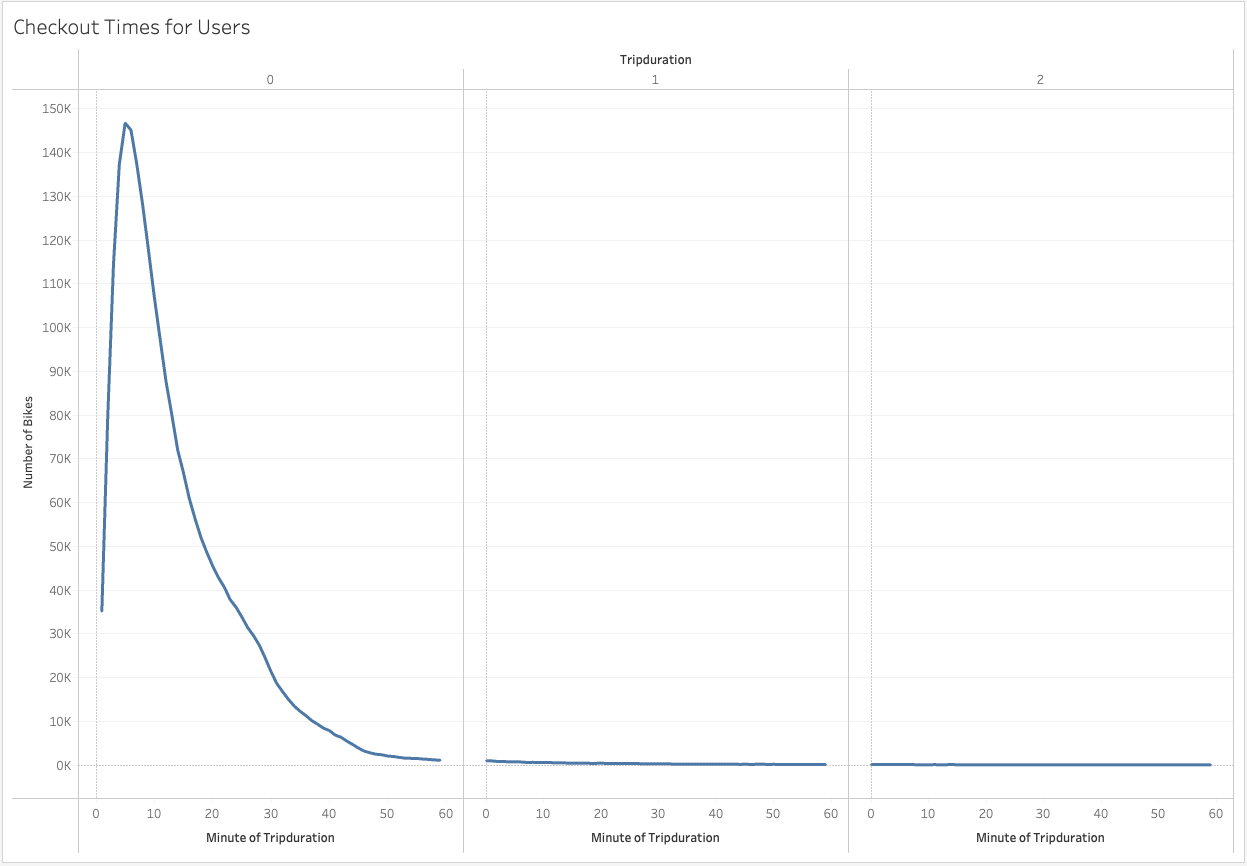 Checkout Times for Users
Tripduration
0 1 2
150K
140K
130K
120K
110K
100K
90K
80K
70K
60K
50K
40K
30K
20K
10K
0K
Number of Bikes
0 10 20 30 40 50 60 0 10 20 30 40 50 60 0 10 20 30 40 50 60
Minute of Tripduration Minute of Tripduration Minute of Tripduration